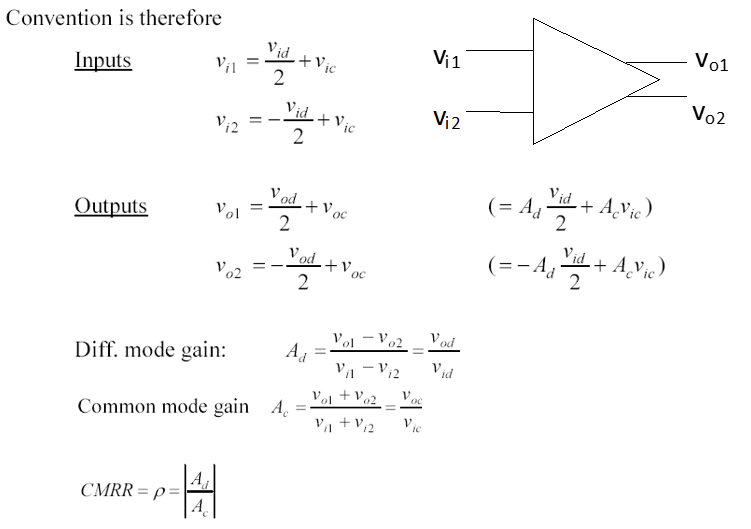 Convention is therefore
Inputs v_{i1} = \frac{v_{id}}{2} + v_{ic}
v_{i2} = -\frac{v_{id}}{2} + v_{ic}
V_{i1} V_{o1}
V_{i2} V_{o2}
Outputs v_{o1} = \frac{v_{od}}{2} + v_{oc} (= A_d \frac{v_{id}}{2} + A_c v_{ic})
v_{o2} = -\frac{v_{od}}{2} + v_{oc} (= -A_d \frac{v_{id}}{2} + A_c v_{ic})
Diff. mode gain: A_d = \frac{v_{o1} - v_{o2}}{v_{i1} - v_{i2}} = \frac{v_{od}}{v_{id}}
Common mode gain A_c = \frac{v_{o1} + v_{o2}}{v_{i1} + v_{i2}} = \frac{v_{oc}}{v_{ic}}
CMRR = ρ = \left|\frac{A_d}{A_c}\right|